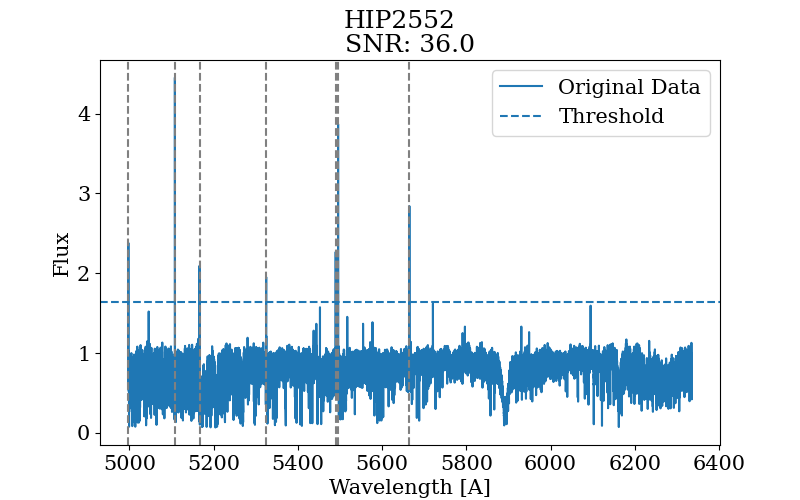 HIP2552
SNR: 36.0
Original Data
Threshold
Flux
4
3
2
1
0
5000 5200 5400 5600 5800 6000 6200 6400
Wavelength [A]